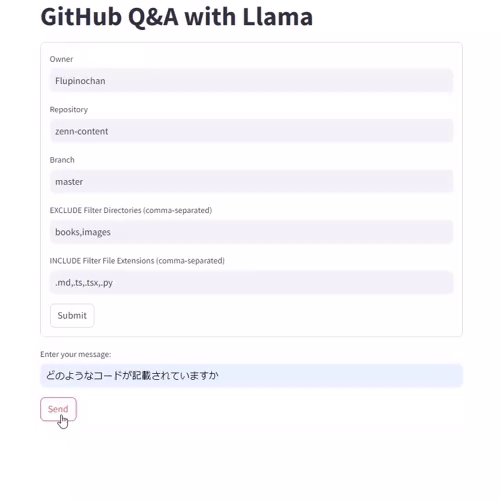 GitHub Q&A with Llama
Owner
Flupinochan
Repository
zenn-content
Branch
master
EXCLUDE Filter Directories (comma-separated)
books,images
INCLUDE Filter File Extensions (comma-separated)
.md,.ts,.tsx,.py
Submit
Enter your message:
どのようなコードが記載されていますか
Send